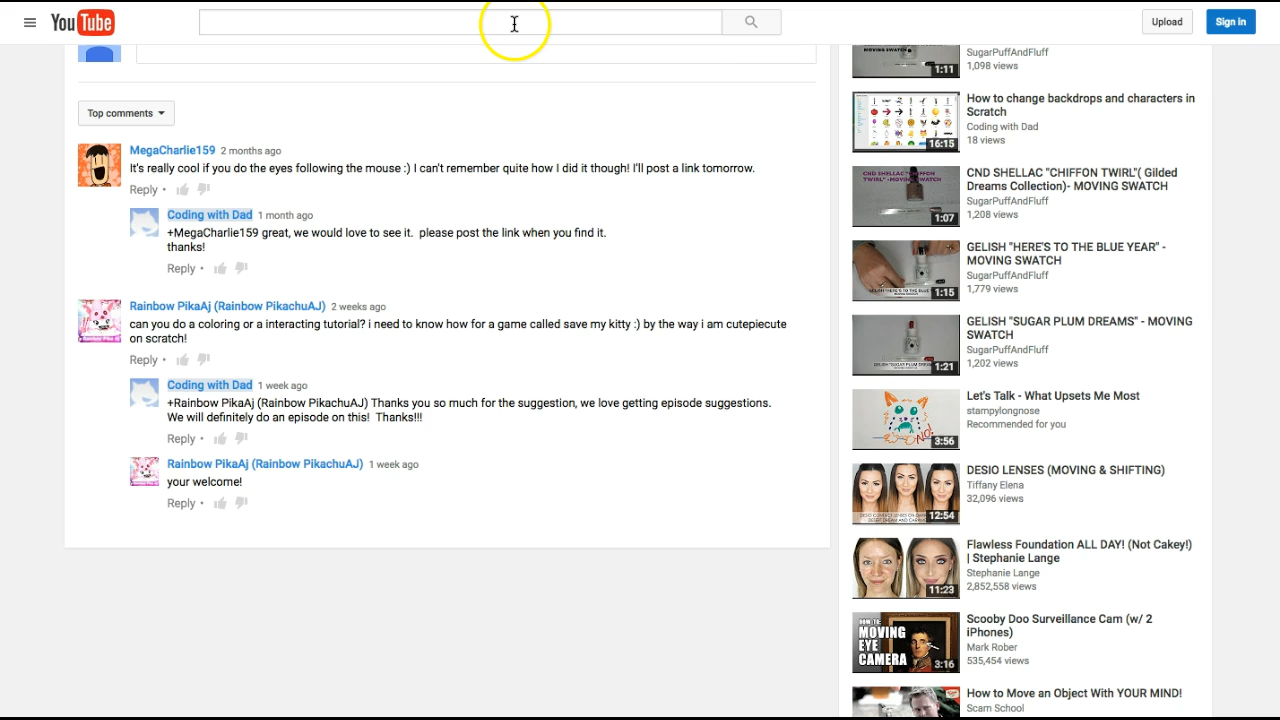 YouTube
Upload
Sign in
Top comments
MegaCharlie159 2 months ago
It's really cool if you do the eyes following the mouse :) I can't remember quite how I did it though! I'll post a link tomorrow.
Reply •
Coding with Dad 1 month ago
+MegaCharlie159 great, we would love to see it. please post the link when you find it.
thanks!
Reply •
Rainbow PikaAj (Rainbow PikachuAJ) 2 weeks ago
can you do a coloring or a interacting tutorial? i need to know how for a game called save my kitty :) by the way i am cutepiecute
on scratch!
Reply •
Coding with Dad 1 week ago
+Rainbow PikaAj (Rainbow PikachuAJ) Thanks you so much for the suggestion, we love getting episode suggestions.
We will definitely do an episode on this! Thanks!!!
Reply •
Rainbow PikaAj (Rainbow PikachuAJ) 1 week ago
your welcome!
Reply •
MOVING SWATCH
1:11
SugarPuffAndFluff
1,098 views
16:15
How to change backdrops and characters in
Scratch
Coding with Dad
18 views
CND SHELLAC "CHIFFON
TWIRL"-MOVING SWATCH
1:07
CND SHELLAC "CHIFFON TWIRL"( Gilded
Dreams Collection)- MOVING SWATCH
SugarPuffAndFluff
1,208 views
1:15
GELISH "HERE'S TO THE BLUE YEAR" -
MOVING SWATCH
SugarPuffAndFluff
1,779 views
1:21
GELISH "SUGAR PLUM DREAMS" - MOVING
SWATCH
SugarPuffAndFluff
1,202 views
NO!
3:56
Let's Talk - What Upsets Me Most
stampylongnose
Recommended for you
12:54
DESIO LENSES (MOVING & SHIFTING)
Tiffany Elena
32,096 views
11:23
Flawless Foundation ALL DAY! (Not Cakey!)
| Stephanie Lange
Stephanie Lange
2,852,558 views
HOW TO:
MOVING
EYE
CAMERA
3:16
Scooby Doo Surveillance Cam (w/ 2
iPhones)
Mark Rober
535,454 views
How to Move an Object With YOUR MIND!
Scam School